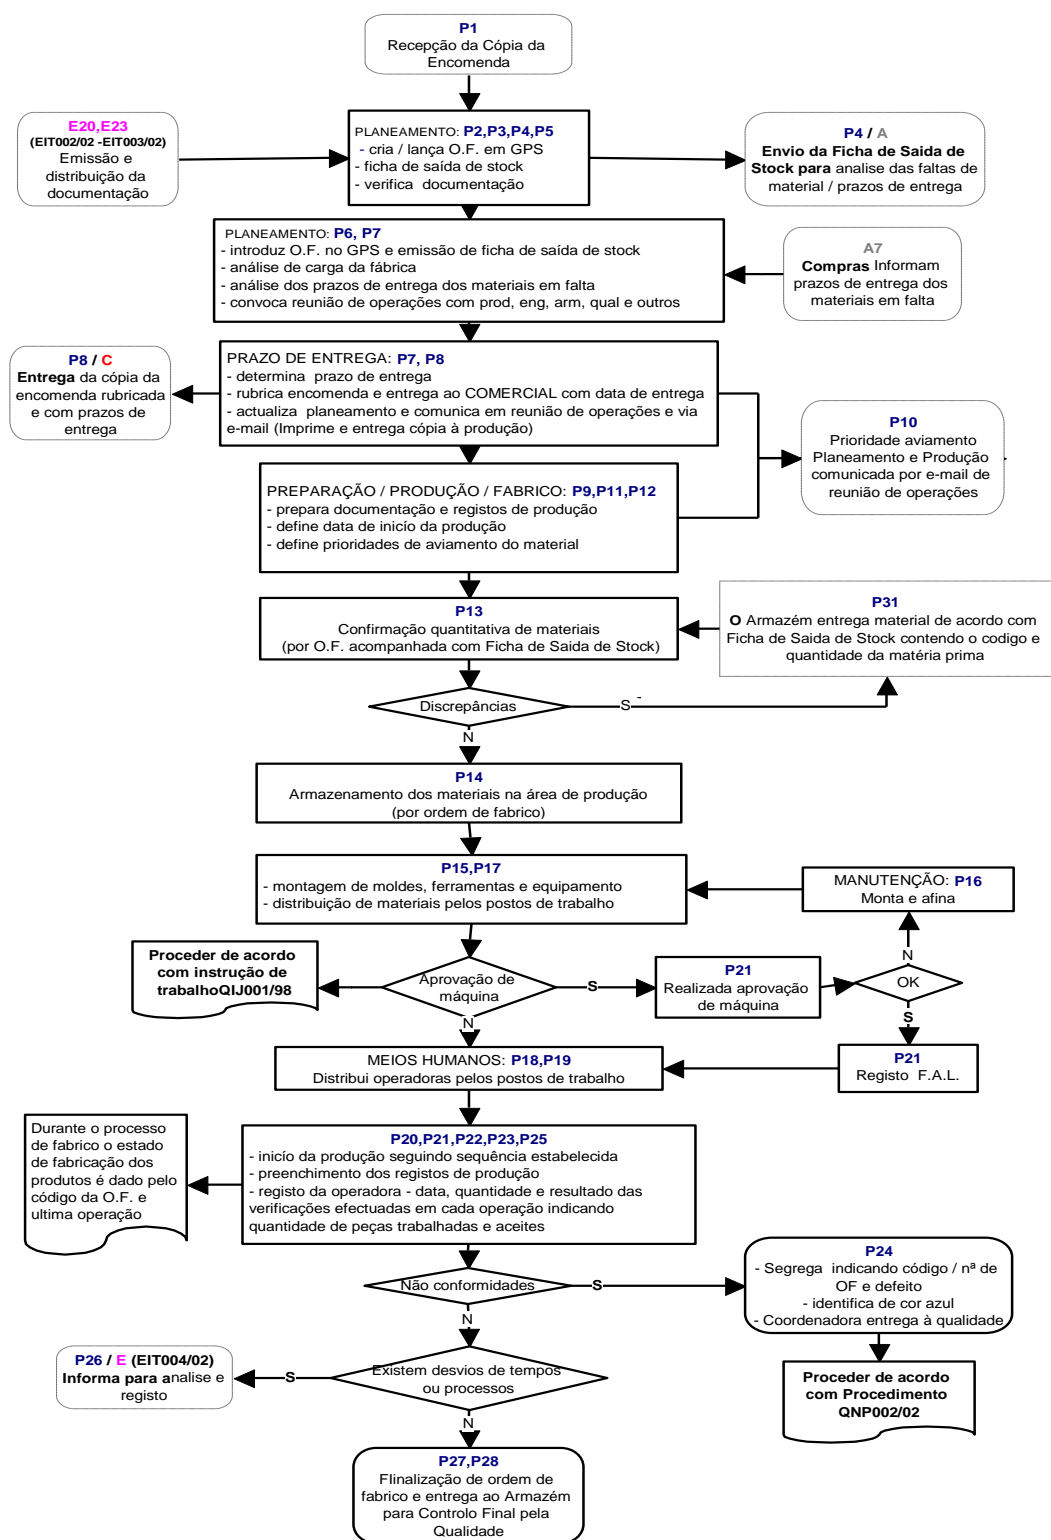 P1
Recepção da Cópia da
Encomenda
E20,E23
(EIT002/02 -EIT003/02)
Emissão e
distribuição da
documentação
PLANEAMENTO: P2,P3,P4,P5
- cria / lança O.F. em GPS
- ficha de saída de stock
- verifica documentação
P4 / A
Envio da Ficha de Saida de
Stock para analise das faltas de
material / prazos de entrega
PLANEAMENTO: P6, P7
- introduz O.F. no GPS e emissão de ficha de saída de stock
- análise de carga da fábrica
- análise dos prazos de entrega dos materiais em falta
- convoca reunião de operações com prod, eng, arm, qual e outros
A7
Compras Informam
prazos de entrega dos
materiais em falta
P8 / C
Entrega da cópia da
encomenda rubricada
e com prazos de
entrega
PRAZO DE ENTREGA: P7, P8
- determina prazo de entrega
- rubrica encomenda e entrega ao COMERCIAL com data de entrega
- actualiza planeamento e comunica em reunião de operações e via
e-mail (Imprime e entrega cópia à produção)
P10
Prioridade aviamento
Planeamento e Produção
comunicada por e-mail de
reunião de operações
PREPARAÇÃO / PRODUÇÃO / FABRICO: P9,P11,P12
- prepara documentação e registos de produção
- define data de inicío da produção
- define prioridades de aviamento do material
P13
Confirmação quantitativa de materiais
(por O.F. acompanhada com Ficha de Saida de Stock)
P31
O Armazém entrega material de acordo com
Ficha de Saida de Stock contendo o codigo e
quantidade da matéria prima
Discrepâncias
S
N
P14
Armazenamento dos materiais na área de produção
(por ordem de fabrico)
P15,P17
- montagem de moldes, ferramentas e equipamento
- distribuição de materiais pelos postos de trabalho
MANUTENÇÃO: P16
Monta e afina
Proceder de acordo
com instrução de
trabalhoQIJ001/98
Aprovação de
máquina
S
P21
Realizada aprovação
de máquina
N
OK
S
N
MEIOS HUMANOS: P18,P19
Distribui operadoras pelos postos de trabalho
P21
Registo F.A.L.
Durante o processo
de fabrico o estado
de fabricação dos
produtos é dado pelo
código da O.F. e
ultima operação
P20,P21,P22,P23,P25
- inicío da produção seguindo sequência estabelecida
- preenchimento dos registos de produção
- registo da operadora - data, quantidade e resultado das
verificações efectuadas em cada operação indicando
quantidade de peças trabalhadas e aceites
Não conformidades
S
N
P24
- Segrega indicando código / nª de
OF e defeito
- identifica de cor azul
- Coordenadora entrega à qualidade
P26 / E (EIT004/02)
Informa para analise e
registo
S
Existem desvios de tempos
ou processos
N
Proceder de acordo
com Procedimento
QNP002/02
P27,P28
Flinalização de ordem de
fabrico e entrega ao Armazém
para Controlo Final pela
Qualidade